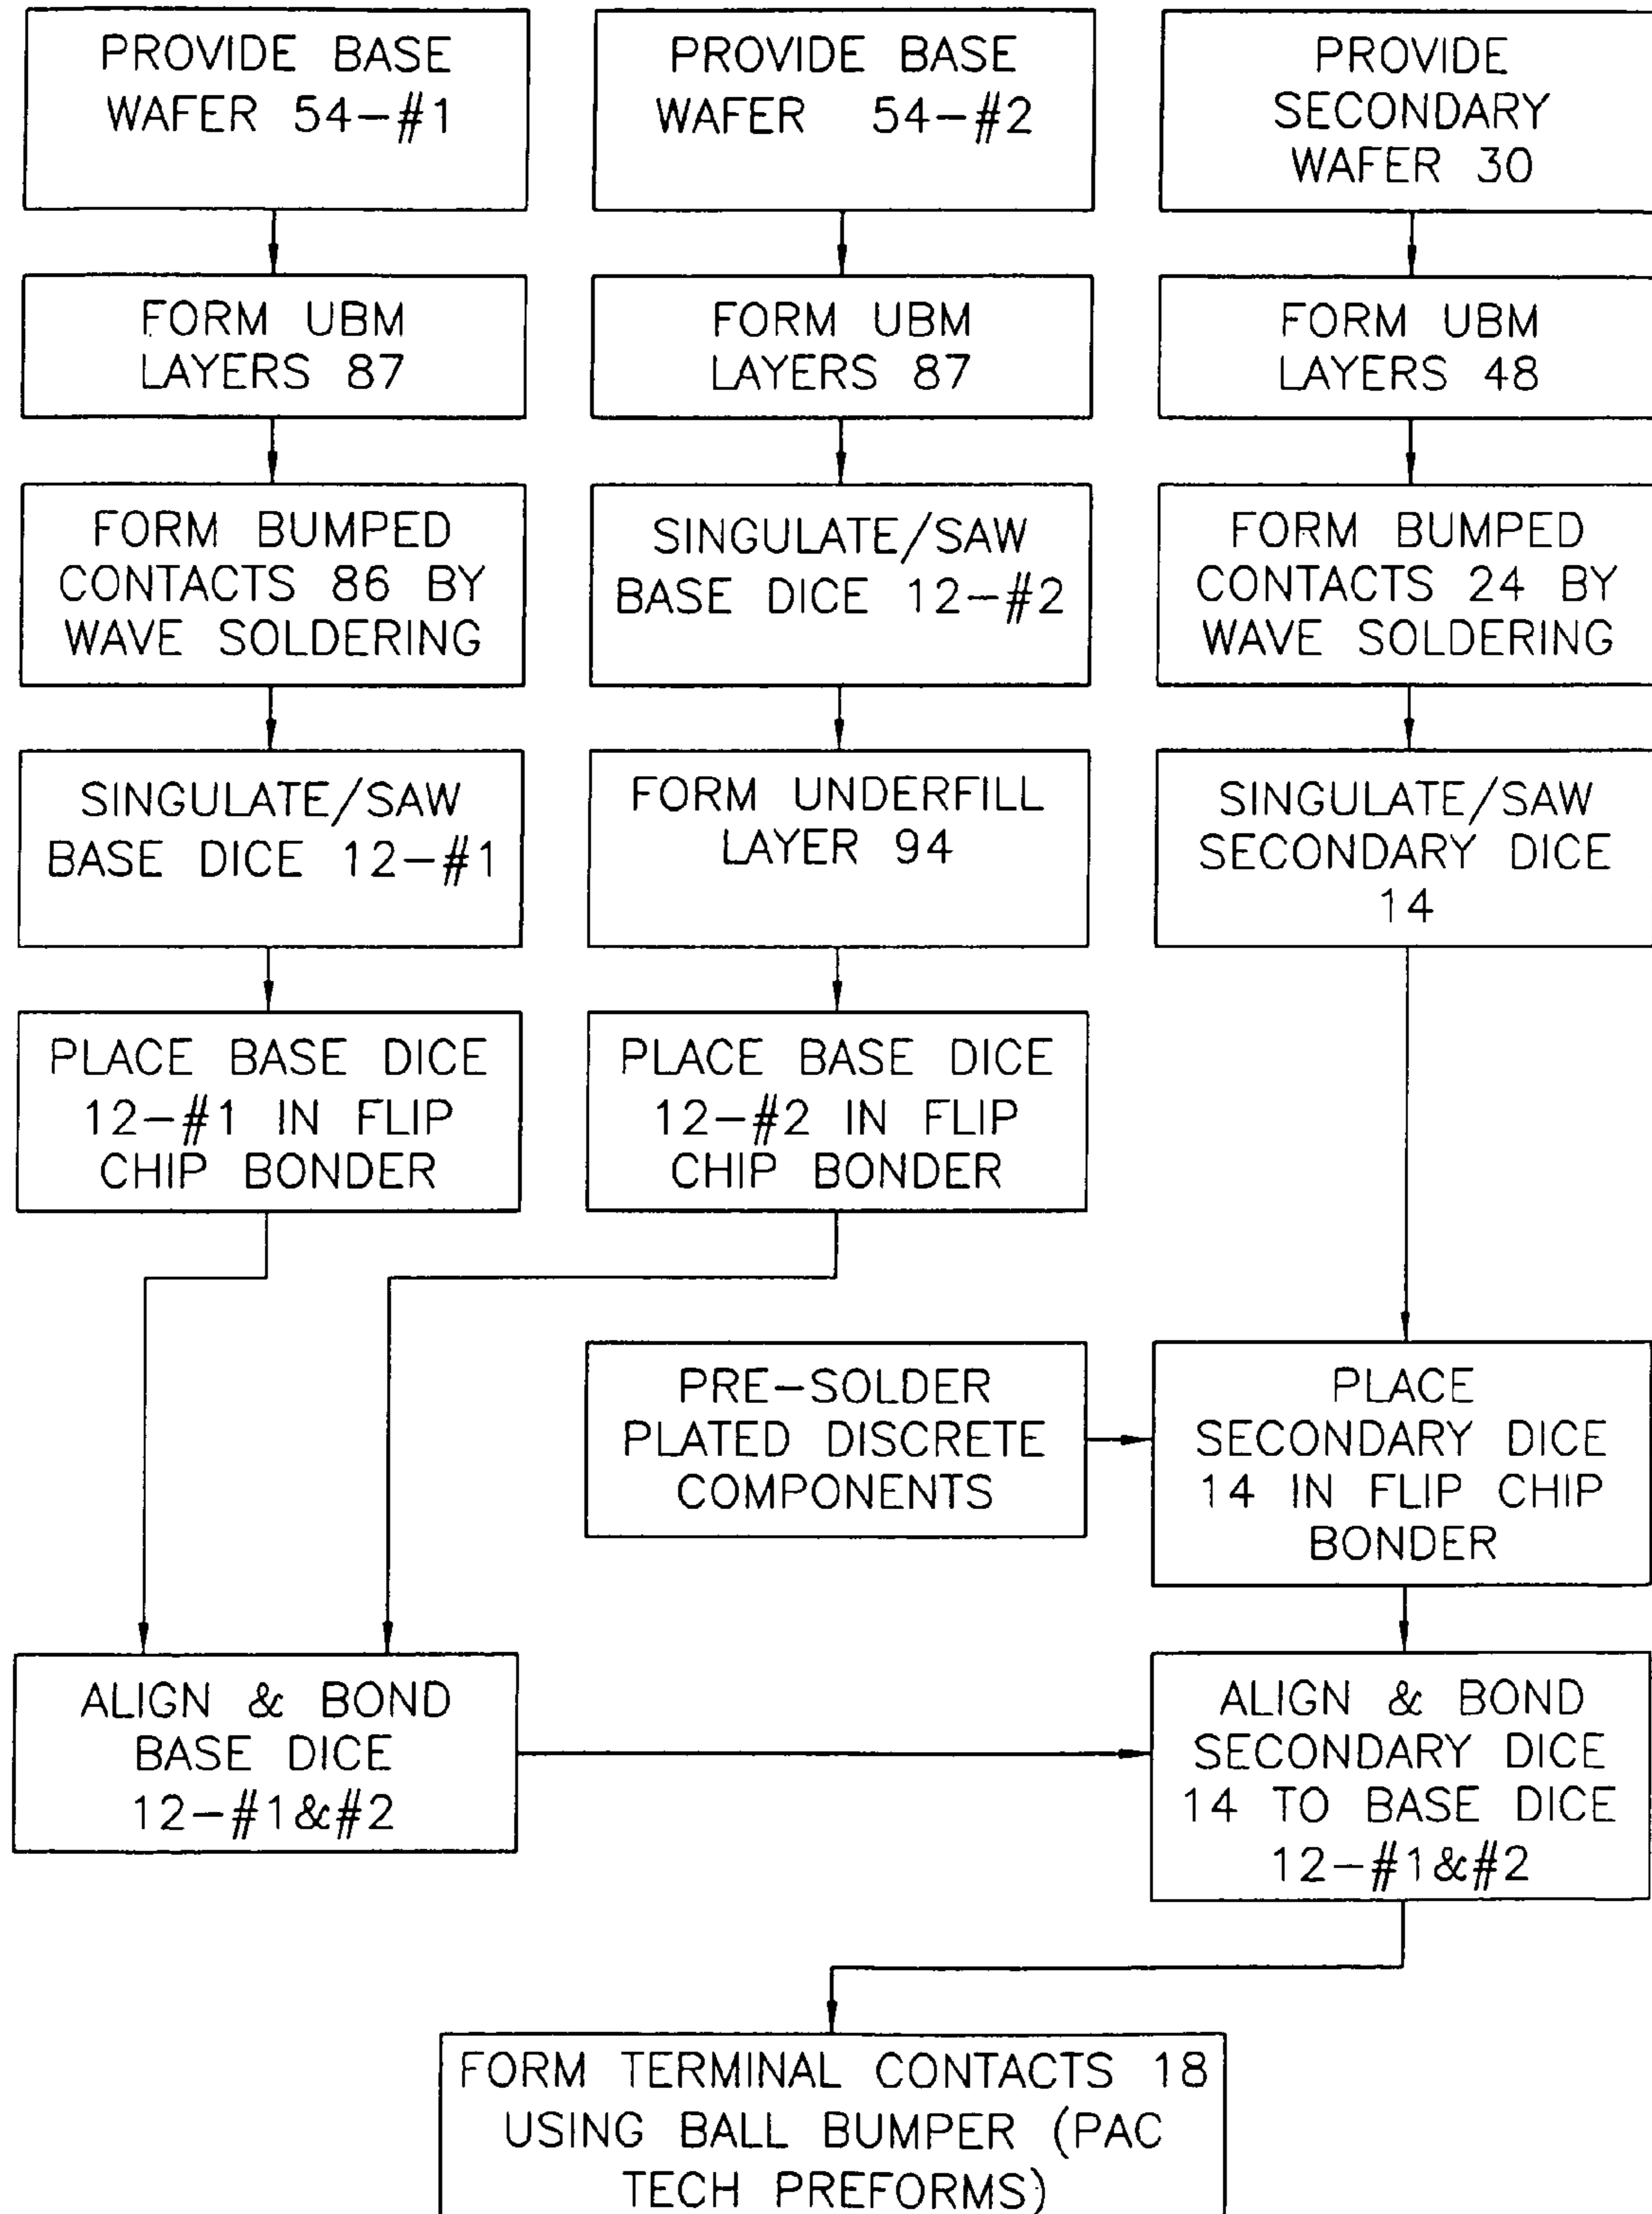 PROVIDE BASE
WAFER 54-#1
PROVIDE BASE
WAFER 54-#2
PROVIDE
SECONDARY
WAFER 30
FORM UBM
LAYERS 87
FORM UBM
LAYERS 87
FORM UBM
LAYERS 48
FORM BUMPED
CONTACTS 86 BY
WAVE SOLDERING
SINGULATE/SAW
BASE DICE 12-#2
FORM BUMPED
CONTACTS 24 BY
WAVE SOLDERING
SINGULATE/SAW
BASE DICE 12-#1
FORM UNDERFILL
LAYER 94
SINGULATE/SAW
SECONDARY DICE
14
PLACE BASE DICE
12-#1 IN FLIP
CHIP BONDER
PLACE BASE DICE
12-#2 IN FLIP
CHIP BONDER
PRE-SOLDER
PLATED DISCRETE
COMPONENTS
PLACE
SECONDARY DICE
14 IN FLIP CHIP
BONDER
ALIGN & BOND
BASE DICE
12-#1&#2
ALIGN & BOND
SECONDARY DICE
14 TO BASE DICE
12-#1&#2
FORM TERMINAL CONTACTS 18
USING BALL BUMPER (PAC
TECH PREFORMS)